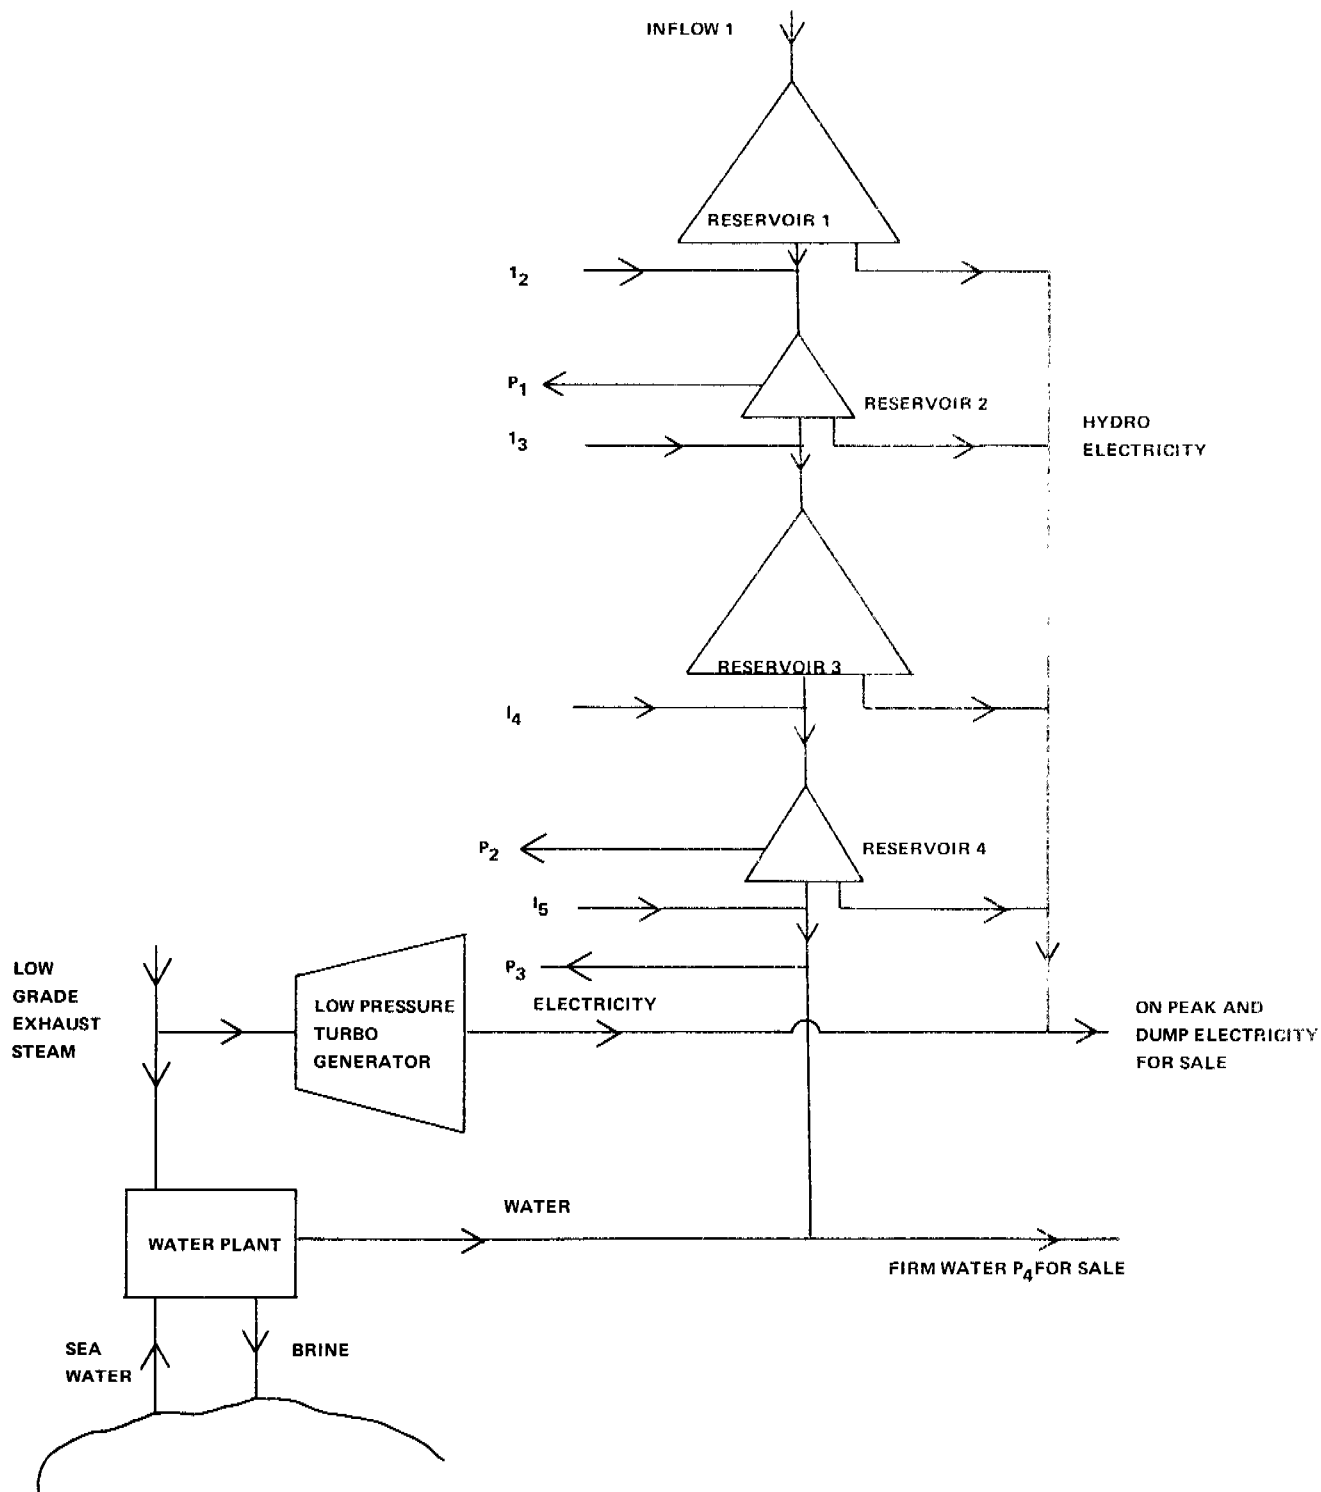 INFLOW 1
RESERVOIR 1
1₂
P₁
RESERVOIR 2
1₃
HYDRO
ELECTRICITY
RESERVOIR 3
I₄
P₂
RESERVOIR 4
I₅
P₃
LOW
GRADE
EXHAUST
STEAM
LOW PRESSURE
TURBO
GENERATOR
ELECTRICITY
ON PEAK AND
DUMP ELECTRICITY
FOR SALE
WATER
WATER PLANT
FIRM WATER P₄ FOR SALE
SEA
WATER
BRINE